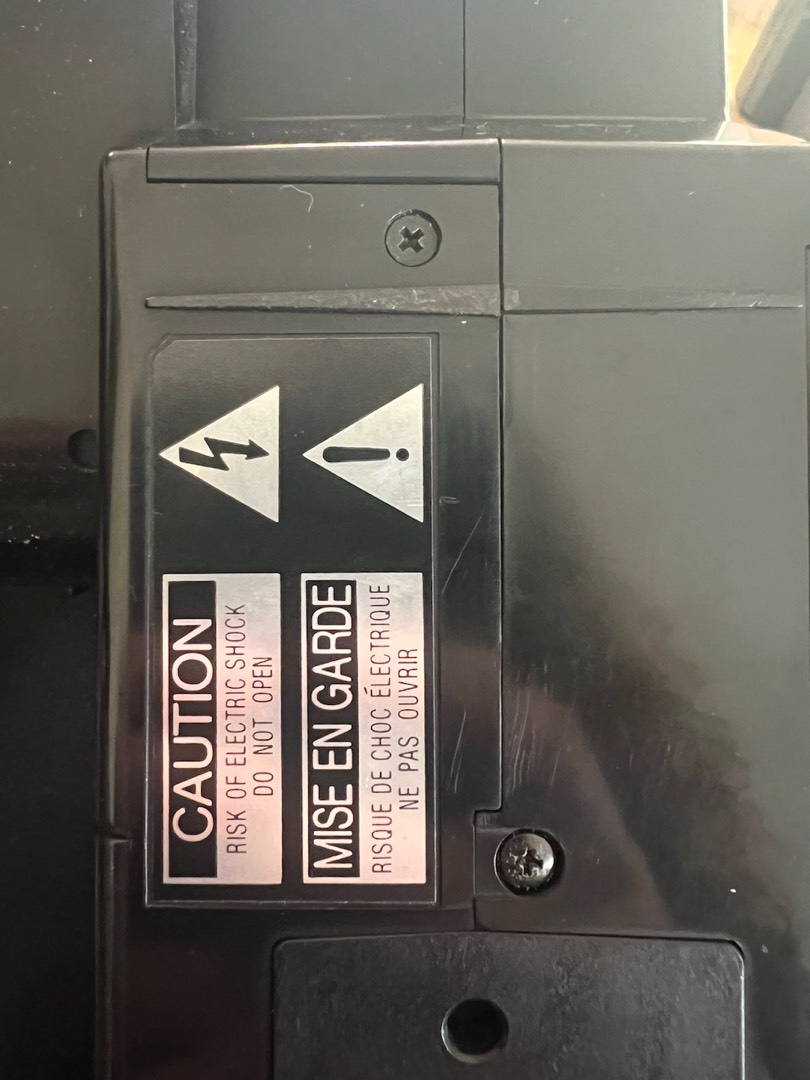 CAUTION
RISK OF ELECTRIC SHOCK
DO NOT OPEN
MISE EN GARDE
RISQUE DE CHOC ÉLECTRIQUE
NE PAS OUVRIR